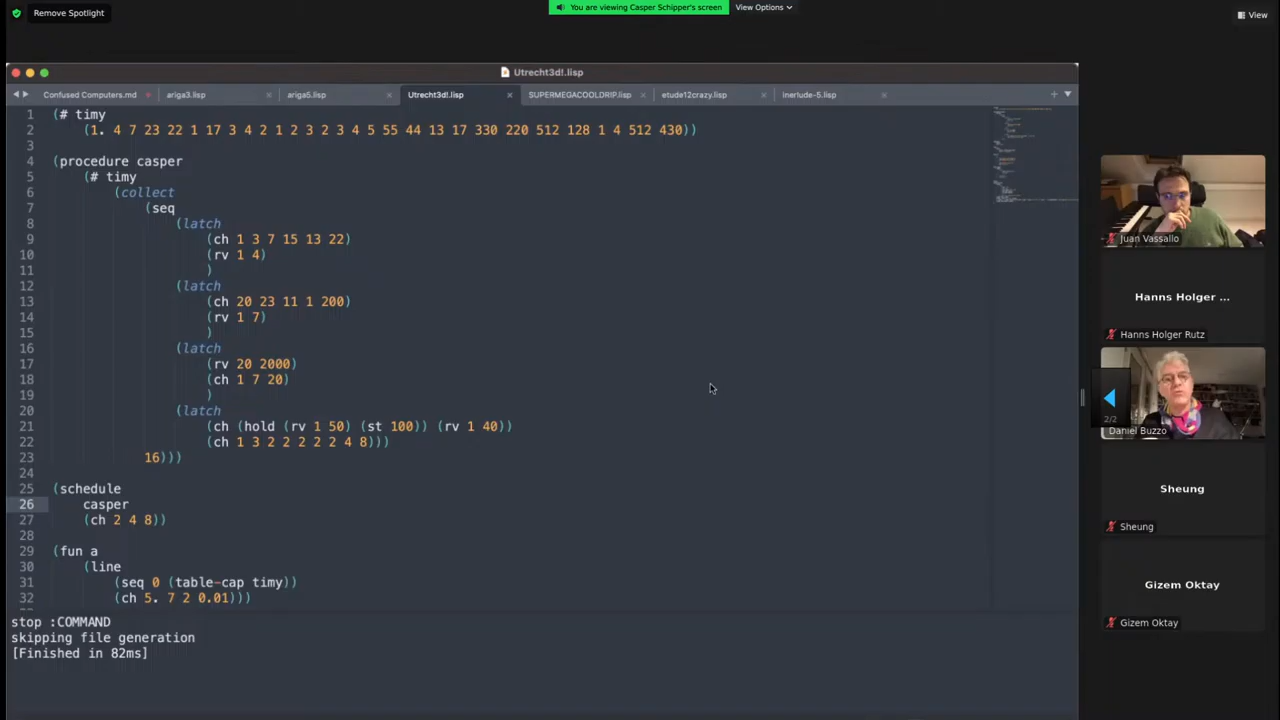 Remove Spotlight
You are viewing Casper Schipper's screen
View Options
View
Utrecht3d!.lisp
Confused Computers.md
ariga3.lisp
ariga5.lisp
Utrecht3d!.lisp
SUPERMEGACOOLDRIP.lisp
etude12crazy.lisp
inerlude-5.lisp
1 (# timy
2 (1. 4 7 23 22 1 17 3 4 2 1 2 3 2 3 4 5 55 44 13 17 330 220 512 128 1 4 512 430))
3
4 (procedure casper
5 (# timy
6 (collect
7 (seq
8 (latch
9 (ch 1 3 7 15 13 22)
10 (rv 1 4)
11 )
12 (latch
13 (ch 20 23 11 1 200)
14 (rv 1 7)
15 )
16 (latch
17 (rv 20 2000)
18 (ch 1 7 20)
19 )
20 (latch
21 (ch (hold (rv 1 50) (st 100)) (rv 1 40))
22 (ch 1 3 2 2 2 2 2 4 8)))
23 16)))
24
25 (schedule
26 casper
27 (ch 2 4 8))
28
29 (fun a
30 (line
31 (seq 0 (table-cap timy))
32 (ch 5. 7 2 0.01)))
stop :COMMAND
skipping file generation
[Finished in 82ms]
Juan Vassallo
Hanns Holger ...
Hanns Holger Rutz
2/2
Daniel Buzzo
Sheung
Sheung
Gizem Oktay
Gizem Oktay